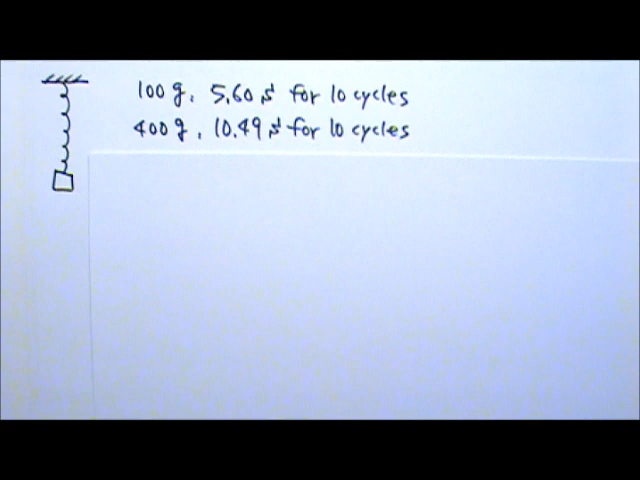 100 g, 5.60 s for 10 cycles
400 g, 10.49 s for 10 cycles